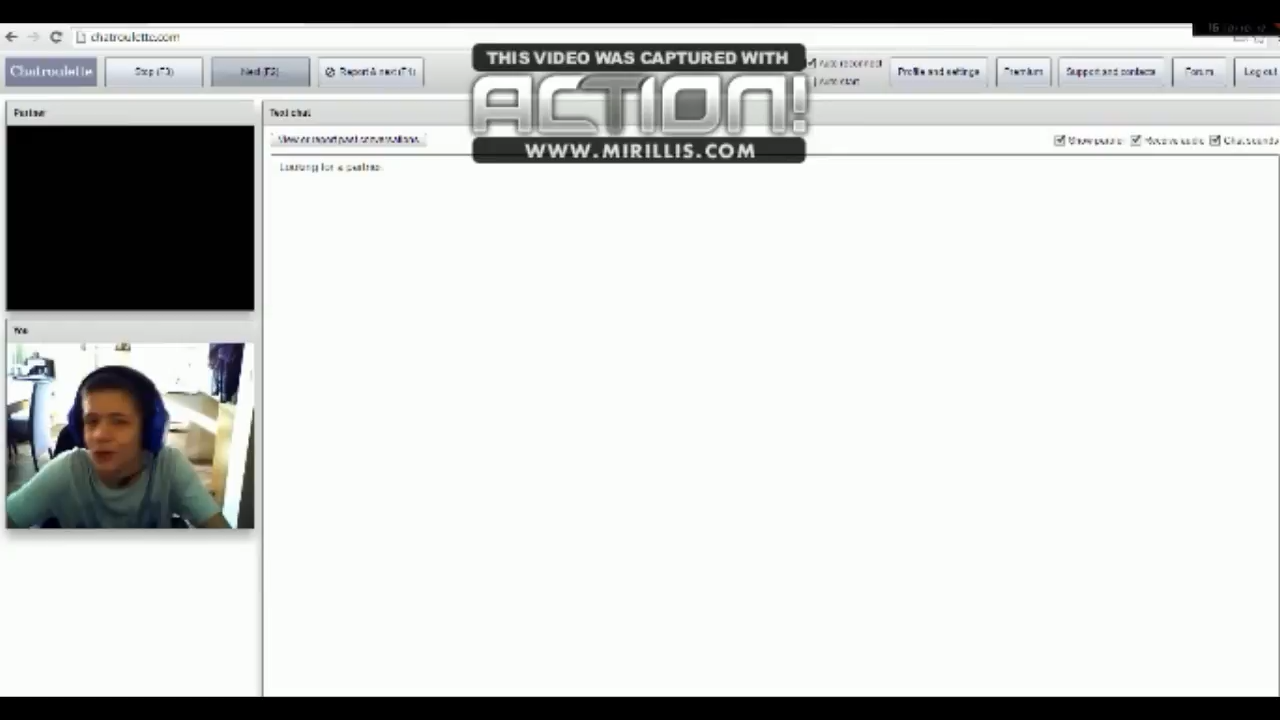 chatroulette.com
THIS VIDEO WAS CAPTURED WITH
ACTION!
WWW.MIRILLIS.COM
Chatroulette
Stop (F3)
Next (F2)
Report & next (F4)
Auto reconnect
Auto start
Profile and settings
Premium
Support and contacts
Forum
Log out
Partner
Text chat
View or report past conversations
Show partner
Receive audio
Chat sounds
Looking for a partner.
You